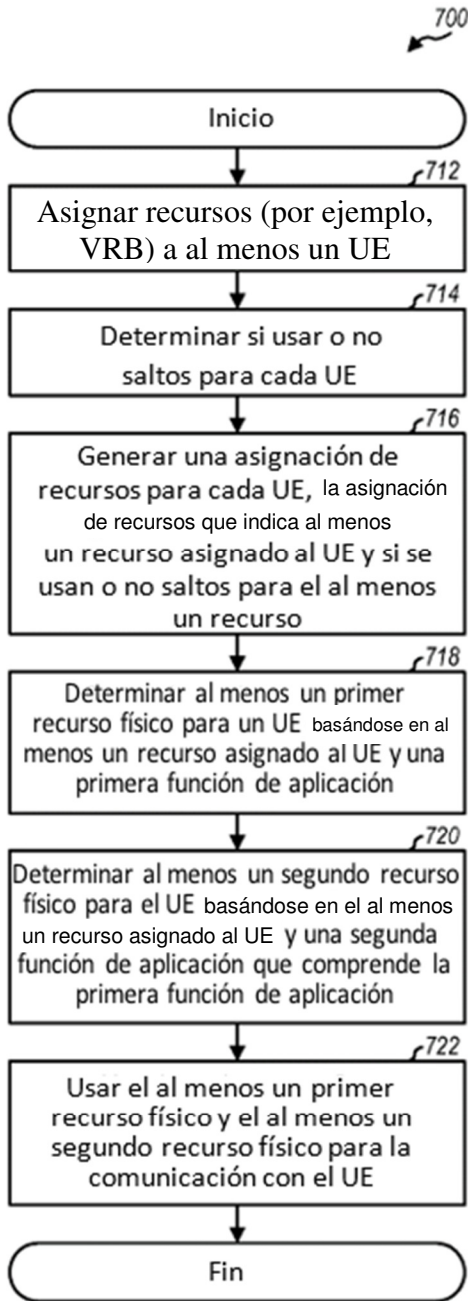 700
Inicio
712
Asignar recursos (por ejemplo,
VRB) a al menos un UE
714
Determinar si usar o no
saltos para cada UE
716
Generar una asignación de
recursos para cada UE, la asignación
de recursos que indica al menos
un recurso asignado al UE y si se
usan o no saltos para el al menos
un recurso
718
Determinar al menos un primer
recurso físico para un UE basándose en al
menos un recurso asignado al UE y una
primera función de aplicación
720
Determinar al menos un segundo recurso
físico para el UE basándose en el al menos
un recurso asignado al UE y una segunda
función de aplicación que comprende la
primera función de aplicación
722
Usar el al menos un primer
recurso físico y el al menos un
segundo recurso físico para la
comunicación con el UE
Fin